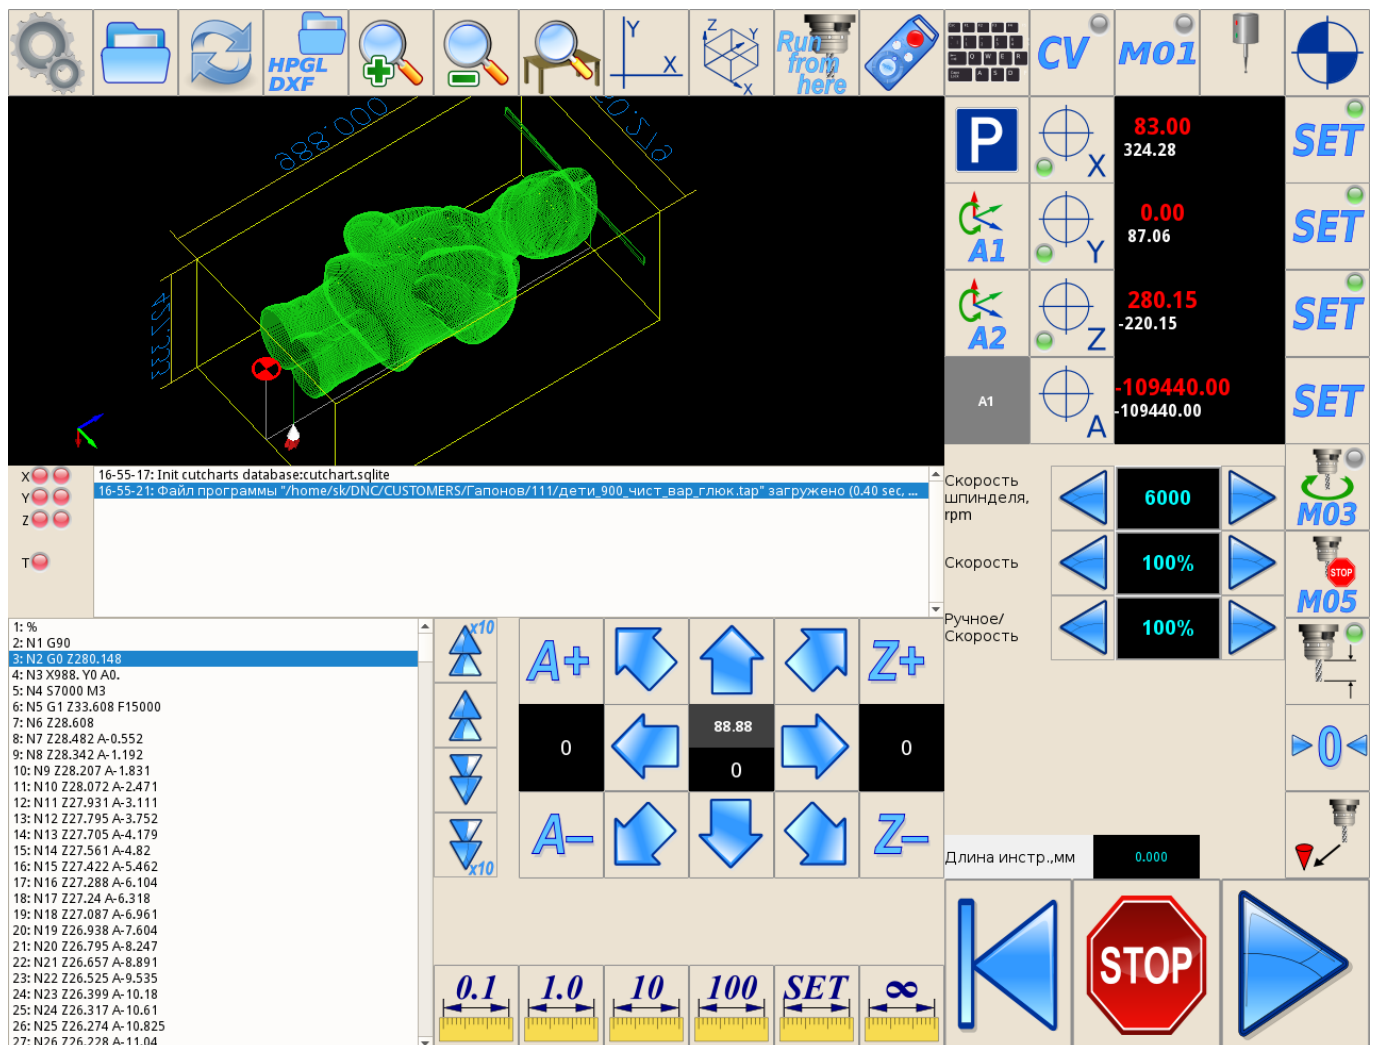 HPGL
DXF
Y
X
Z
Y
X
Run
from
here
CV
M01
988.000
422.33
P
X
83.00
324.28
SET
A1
Y
0.00
87.06
SET
A2
Z
280.15
-220.15
SET
A1
A
-109440.00
-109440.00
SET
X
Y
Z
T
16-55-17: Init cutcharts database:cutchart.sqlite
16-55-21: Файл программы "/home/sk/DNC/CUSTOMERS/Гапонов/111/дети_900_чист_вар_глюк.tap" загружено (0.40 sec, ...
Скорость
шпинделя,
rpm
6000
M03
Скорость
100%
STOP
M05
Ручное/
Скорость
100%
1: %
2: N1 G90
3: N2 G0 Z280.148
4: N3 X988. Y0 A0.
5: N4 S7000 M3
6: N5 G1 Z33.608 F15000
7: N6 Z28.608
8: N7 Z28.482 A-0.552
9: N8 Z28.342 A-1.192
10: N9 Z28.207 A-1.831
11: N10 Z28.072 A-2.471
12: N11 Z27.931 A-3.111
13: N12 Z27.795 A-3.752
14: N13 Z27.705 A-4.179
15: N14 Z27.561 A-4.82
16: N15 Z27.422 A-5.462
17: N16 Z27.288 A-6.104
18: N17 Z27.24 A-6.318
19: N18 Z27.087 A-6.961
20: N19 Z26.938 A-7.604
21: N20 Z26.795 A-8.247
22: N21 Z26.657 A-8.891
23: N22 Z26.525 A-9.535
24: N23 Z26.399 A-10.18
25: N24 Z26.317 A-10.61
26: N25 Z26.274 A-10.825
27: N26 Z26.228 A-11.04
x10
x10
A+
Z+
0
88.88
0
0
A-
Z-
0
Длина инстр.,мм
0.000
STOP
0.1
1.0
10
100
SET
∞